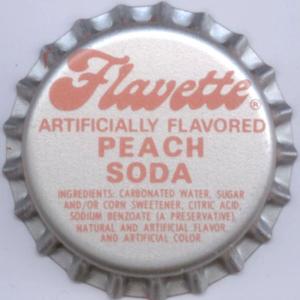 Flavette®
ARTIFICIALLY FLAVORED
PEACH
SODA
INGREDIENTS: CARBONATED WATER, SUGAR
AND/OR CORN SWEETENER, CITRIC ACID,
SODIUM BENZOATE (A PRESERVATIVE),
NATURAL AND ARTIFICIAL FLAVOR
AND ARTIFICIAL COLOR.